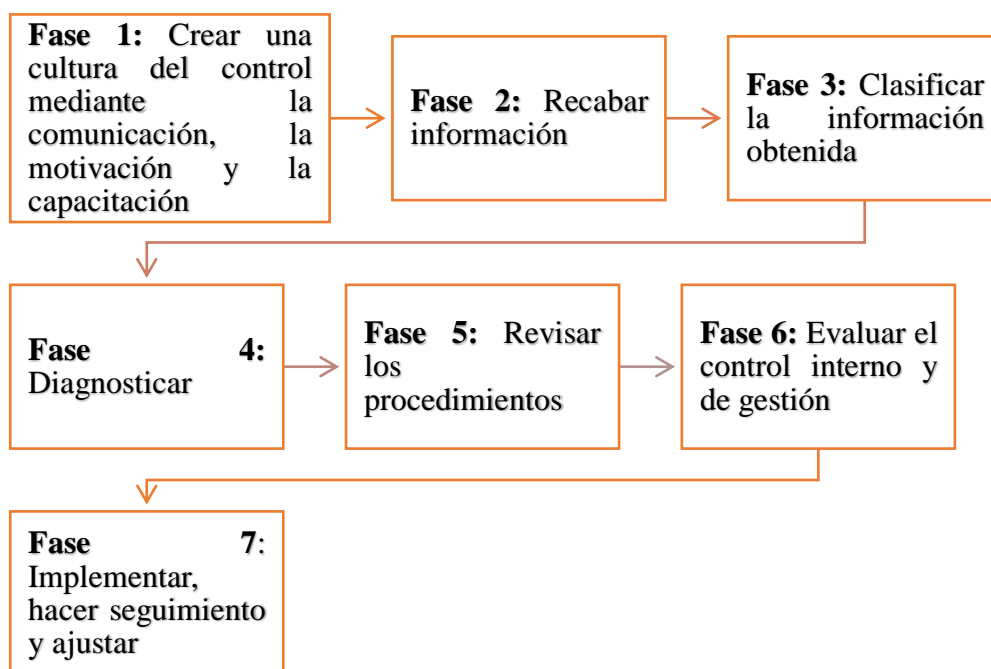 Fase 1: Crear una
cultura del control
mediante la
comunicación, la
motivación y la
capacitación
Fase 2: Recabar
información
Fase 3: Clasificar
la información
obtenida
Fase 4:
Diagnosticar
Fase 5: Revisar
los
procedimientos
Fase 6: Evaluar el
control interno y
de gestión
Fase 7:
Implementar,
hacer seguimiento
y ajustar